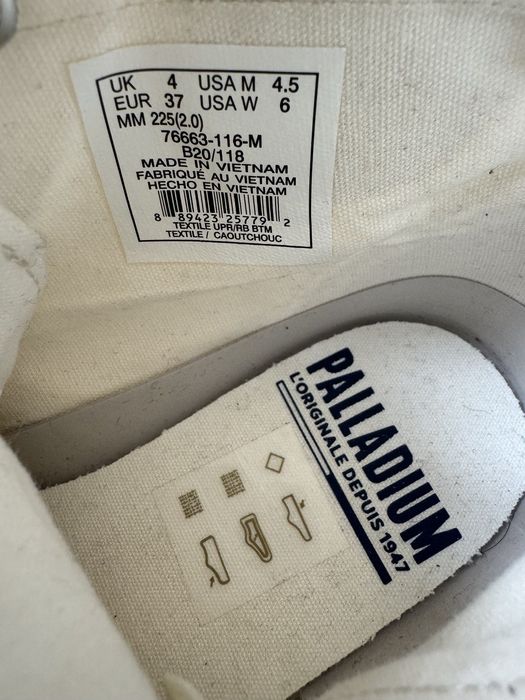 UK 4 USA M 4.5
EUR 37 USA W 6
MM 225(2.0)
76663-116-M
B20/118
MADE IN VIETNAM
FABRIQUÉ AU VIETNAM
HECHO EN VIETNAM
8 89423 25779 2
TEXTILE UPR/RB BTM
TEXTILE / CAOUTCHOUC
PALLADIUM
L'ORIGINALE DEPUIS 1947